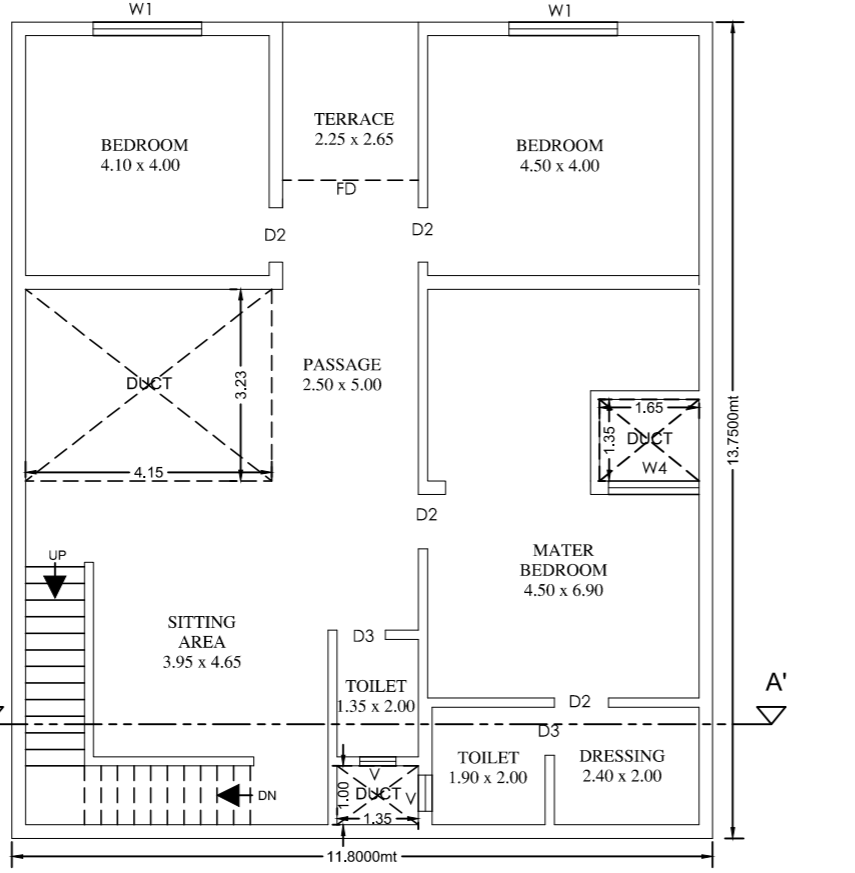 W1
W1
TERRACE
2.25 x 2.65
BEDROOM
4.10 x 4.00
BEDROOM
4.50 x 4.00
FD
D2
D2
PASSAGE
2.50 x 5.00
DUCT
3.23
4.15
1.65
1.35
DUCT
W4
13.7500mt
D2
UP
MATER
BEDROOM
4.50 x 6.90
SITTING
AREA
3.95 x 4.65
D3
TOILET
1.35 x 2.00
A'
D2
D3
TOILET
1.90 x 2.00
DRESSING
2.40 x 2.00
V
DUCT
V
1.00
1.35
DN
11.8000mt